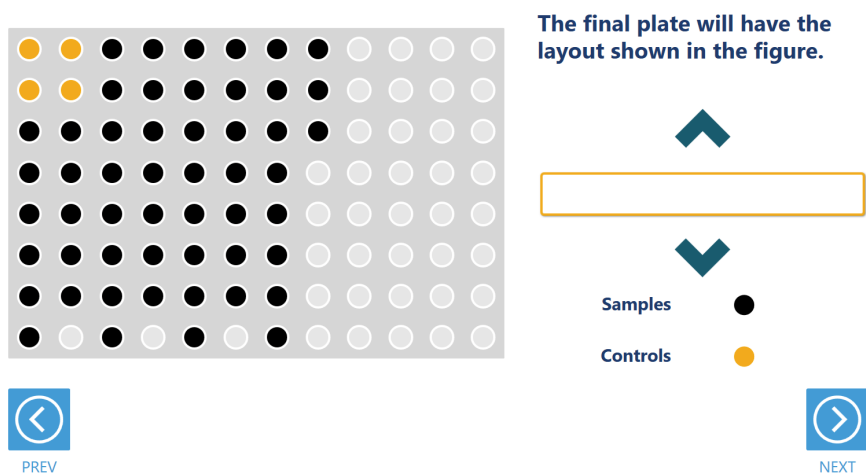 The final plate will have the
layout shown in the figure.
Samples
Controls
PREV
NEXT